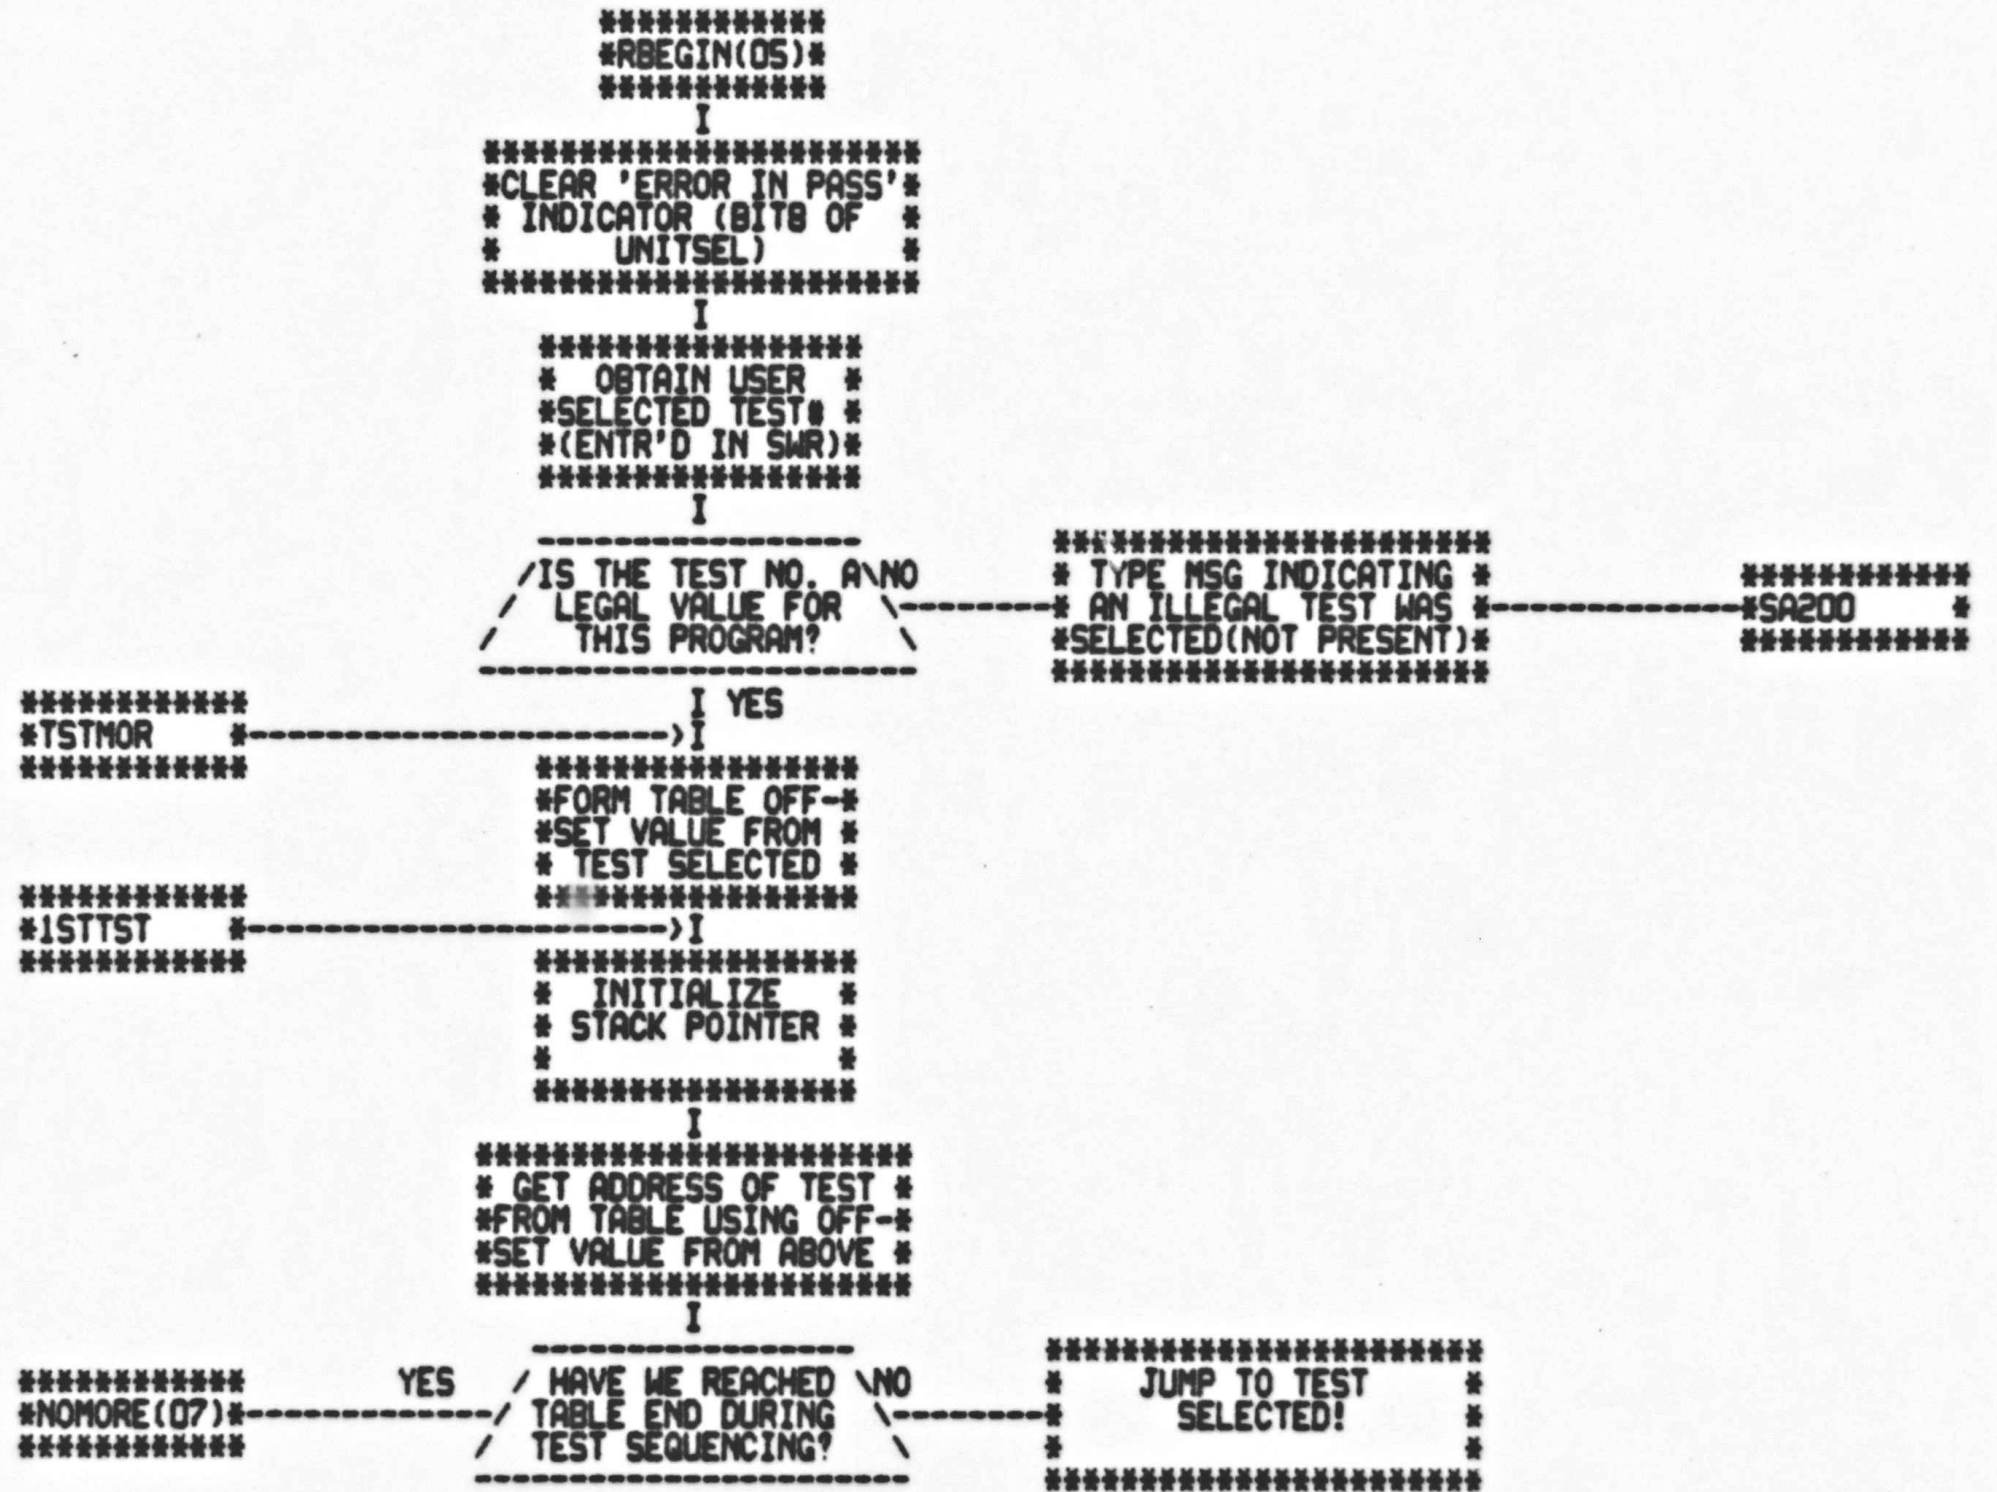 ************
*RBEGIN(05)*
************
I
***********************
*CLEAR 'ERROR IN PASS'*
* INDICATOR (BIT8 OF *
* UNITSEL) *
***********************
I
*****************
* OBTAIN USER *
*SELECTED TEST# *
*(ENTR'D IN SWR)*
*****************
I
-----------------
/IS THE TEST NO. A\NO
/ LEGAL VALUE FOR \---------
/ THIS PROGRAM? \
-----------------------
***********************
* TYPE MSG INDICATING *
* AN ILLEGAL TEST WAS *--------------
*SELECTED(NOT PRESENT)*
***********************
************
*SA200 *
************
I YES
************
*TSTMOR *----------------------->I
************
*****************
*FORM TABLE OFF-*
*SET VALUE FROM *
* TEST SELECTED *
*****************
************
*1STTST *----------------------->I
************
*****************
* INITIALIZE *
* STACK POINTER *
* *
*****************
I
***********************
* GET ADDRESS OF TEST *
*FROM TABLE USING OFF-*
*SET VALUE FROM ABOVE *
***********************
I
-----------------
YES / HAVE WE REACHED \NO
/ TABLE END DURING \---------
/ TEST SEQUENCING? \
-----------------------
************
*NOMORE(07)*-------------
************
***********************
* JUMP TO TEST *
* SELECTED! *
* *
***********************